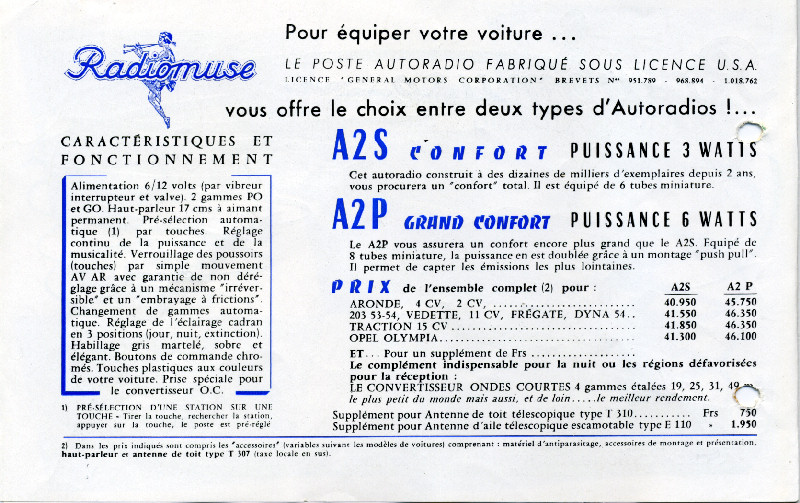 Radiomuse
Pour équiper votre voiture ...
LE POSTE AUTORADIO FABRIQUÉ SOUS LICENCE U.S.A.
LICENCE "GENERAL MOTORS CORPORATION" BREVETS Nos 951.789 - 968.894 - 1.018.762
vous offre le choix entre deux types d'Autoradios !...
CARACTÉRISTIQUES ET
FONCTIONNEMENT
Alimentation 6/12 volts (par vibreur
interrupteur et valve). 2 gammes PO
et GO. Haut-parleur 17 cms à aimant
permanent. Pré-sélection automa-
tique (1) par touches. Réglage
continu de la puissance et de la
musicalité. Verrouillage des poussoirs
(touches) par simple mouvement
AV AR avec garantie de non déré-
glage grâce à un mécanisme "irréver-
sible" et un "embrayage à frictions".
Changement de gammes automa-
tique. Réglage de l'éclairage cadran
en 3 positions (jour, nuit, extinction).
Habillage gris martelé, sobre et
élégant. Boutons de commande chro-
més. Touches plastiques aux couleurs
de votre voiture. Prise spéciale pour
le convertisseur O.C.
1) PRÉ-SÉLECTION D'UNE STATION SUR UNE
TOUCHE - Tirer la touche, rechercher la station,
appuyer sur la touche, le poste est pré-réglé
A2S CONFORT PUISSANCE 3 WATTS
Cet autoradio construit à des dizaines de milliers d'exemplaires depuis 2 ans,
vous procurera un "confort" total. Il est équipé de 6 tubes miniature.
A2P GRAND CONFORT PUISSANCE 6 WATTS
Le A2P vous assurera un confort encore plus grand que le A2S. Equipé de
8 tubes miniature, la puissance en est doublée grâce à un montage "push pull".
Il permet de capter les émissions les plus lointaines.
PRIX de l'ensemble complet (2) pour : A2S A2 P
ARONDE, 4 CV, 2 CV, ........................ 40.950 45.750
203 53-54, VEDETTE, 11 CV, FRÉGATE, DYNA 54.. 41.550 46.350
TRACTION 15 CV ........................ 41.850 46.350
OPEL OLYMPIA........................ 41.300 46.100
ET... Pour un supplément de Frs ..................
Le complément indispensable pour la nuit ou les régions défavorisées
pour la réception :
LE CONVERTISSEUR ONDES COURTES 4 gammes étalées 19, 25, 31, 49 m
le plus petit du monde mais aussi, et de loin.....le meilleur rendement.
Supplément pour Antenne de toit télescopique type T 310........... Frs 750
Supplément pour Antenne d'aile télescopique escamotable type E 110 " 1.950
2) Dans les prix indiqués sont compris les "accessoires" (variables suivant les modèles de voitures) comprenant : matériel d'antiparasitage, accessoires de montage et présentation,
haut-parleur et antenne de toit type T 307 (taxe locale en sus).